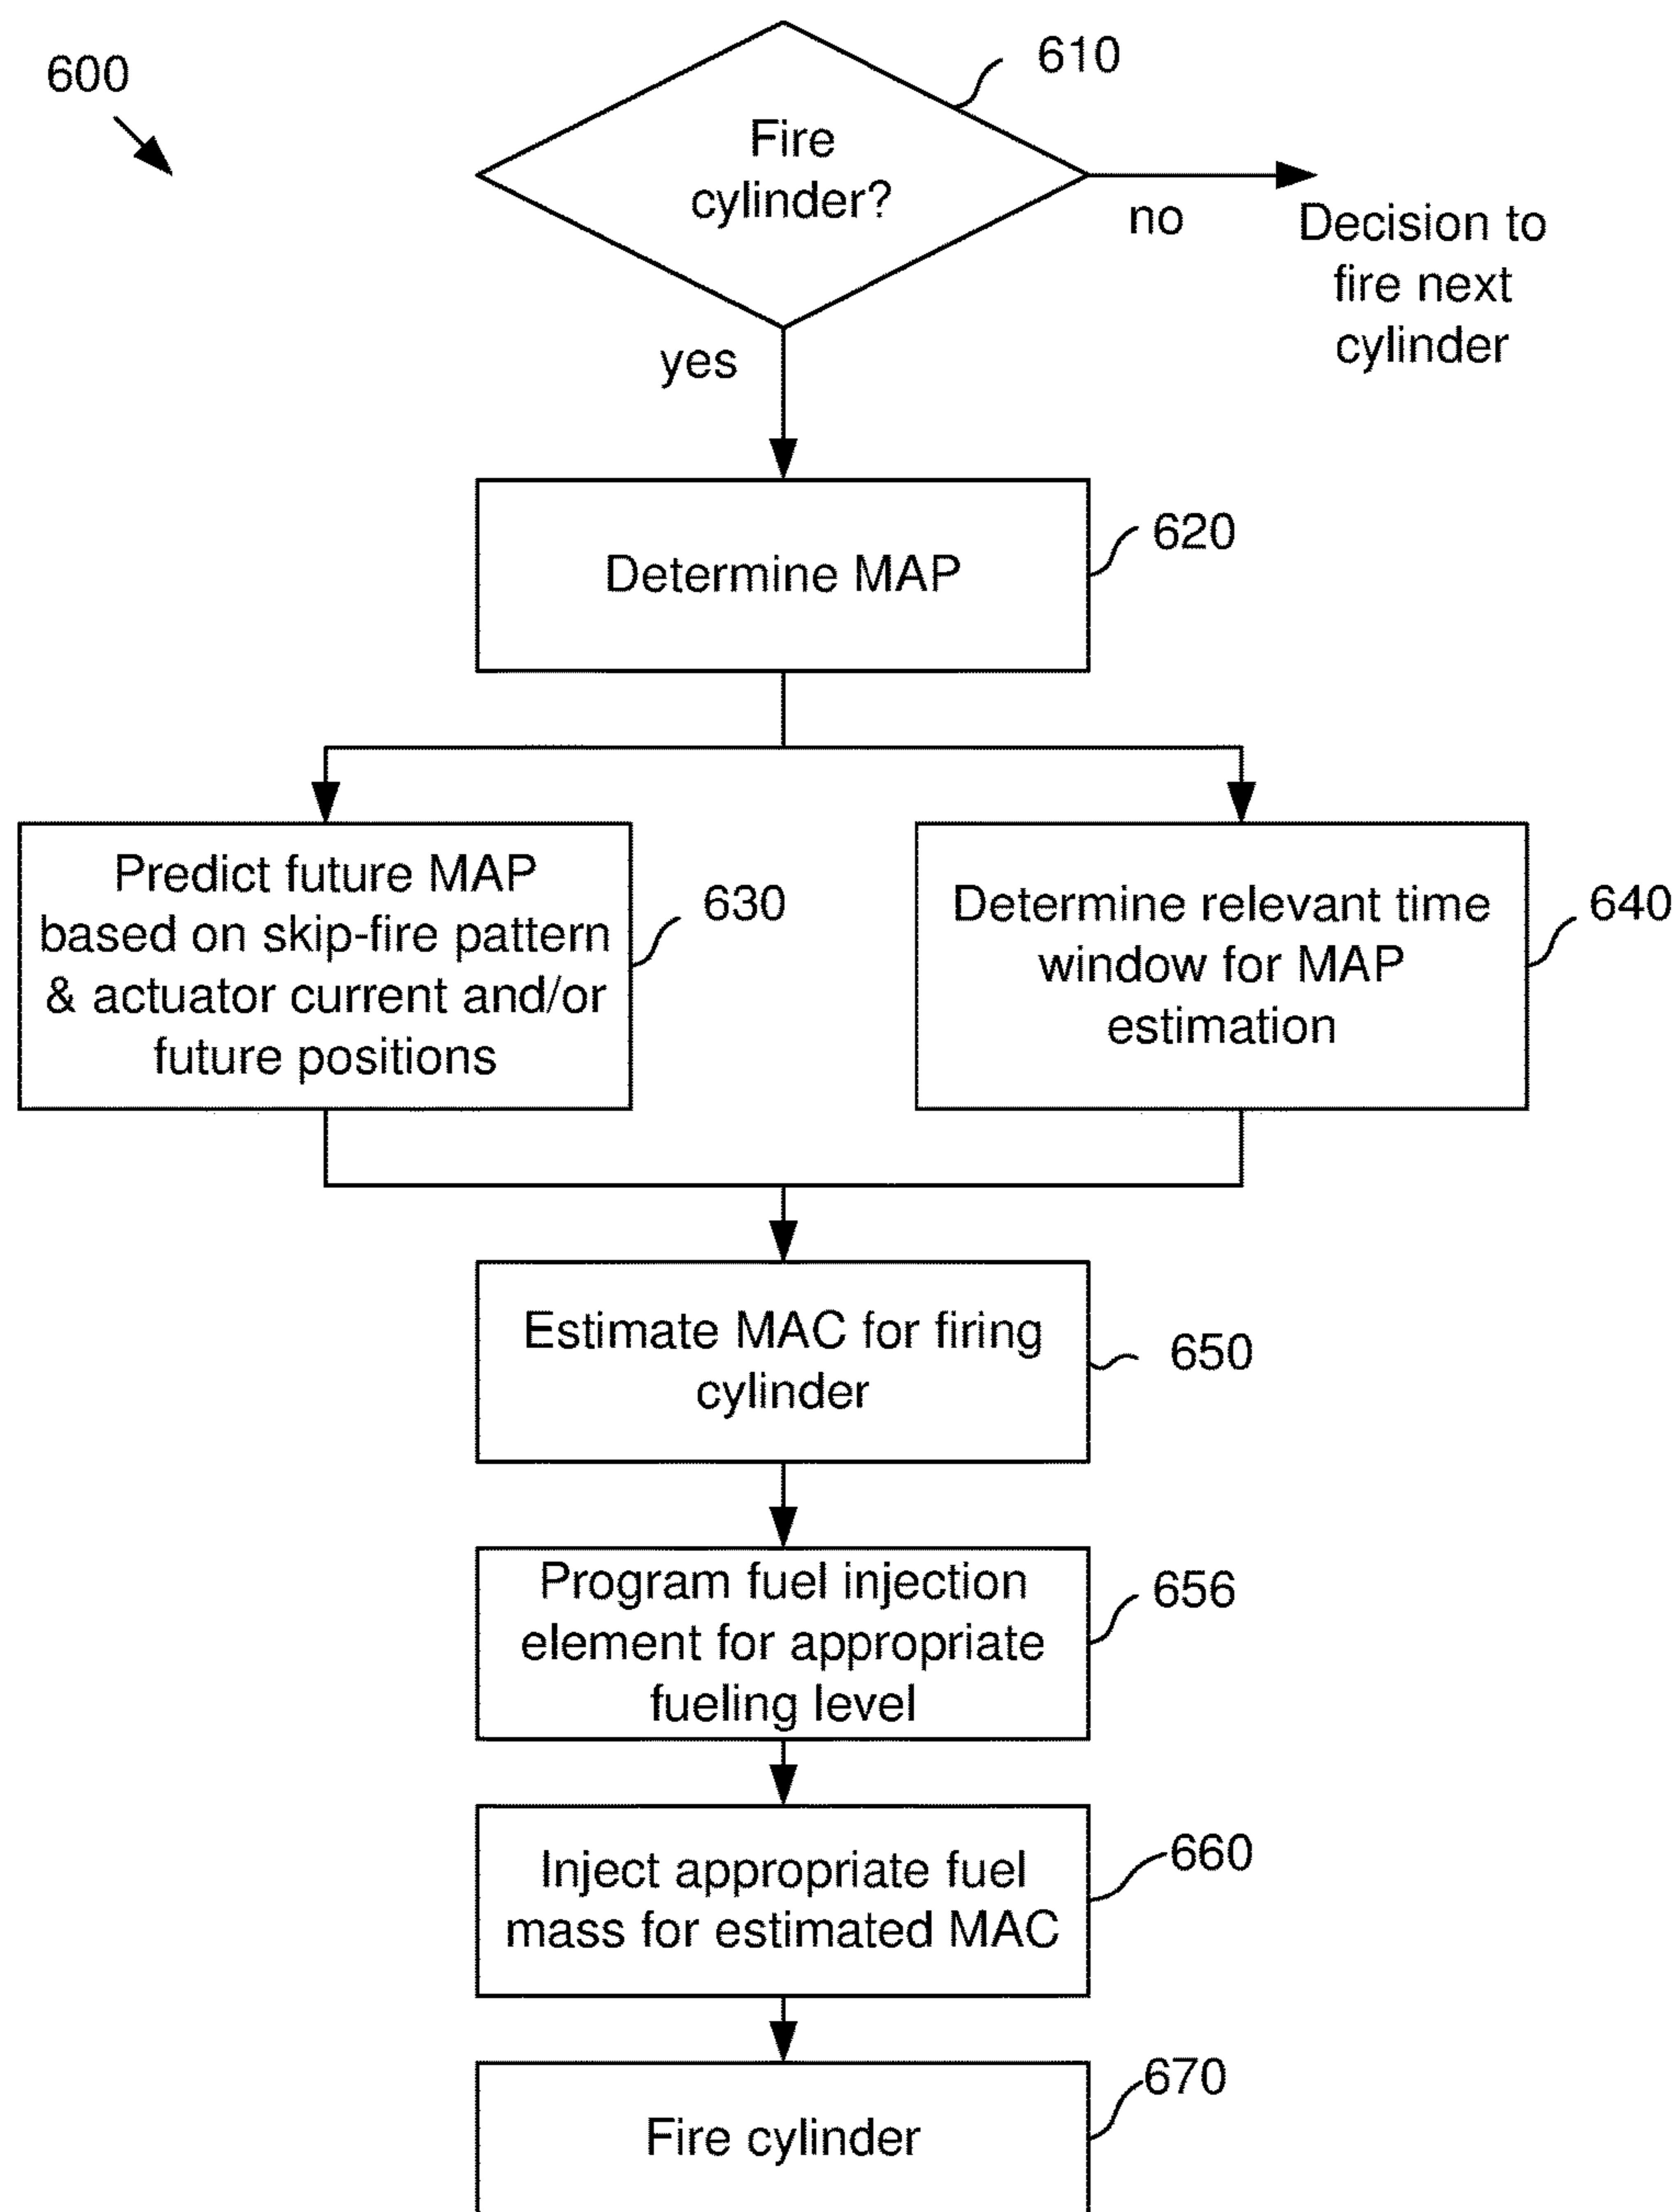 600
610
Fire
cylinder?
no
Decision to
fire next
cylinder
yes
620
Determine MAP
Predict future MAP
based on skip-fire pattern
& actuator current and/or
future positions
630
Determine relevant time
window for MAP
estimation
640
Estimate MAC for firing
cylinder
650
Program fuel injection
element for appropriate
fueling level
656
Inject appropriate fuel
mass for estimated MAC
660
Fire cylinder
670